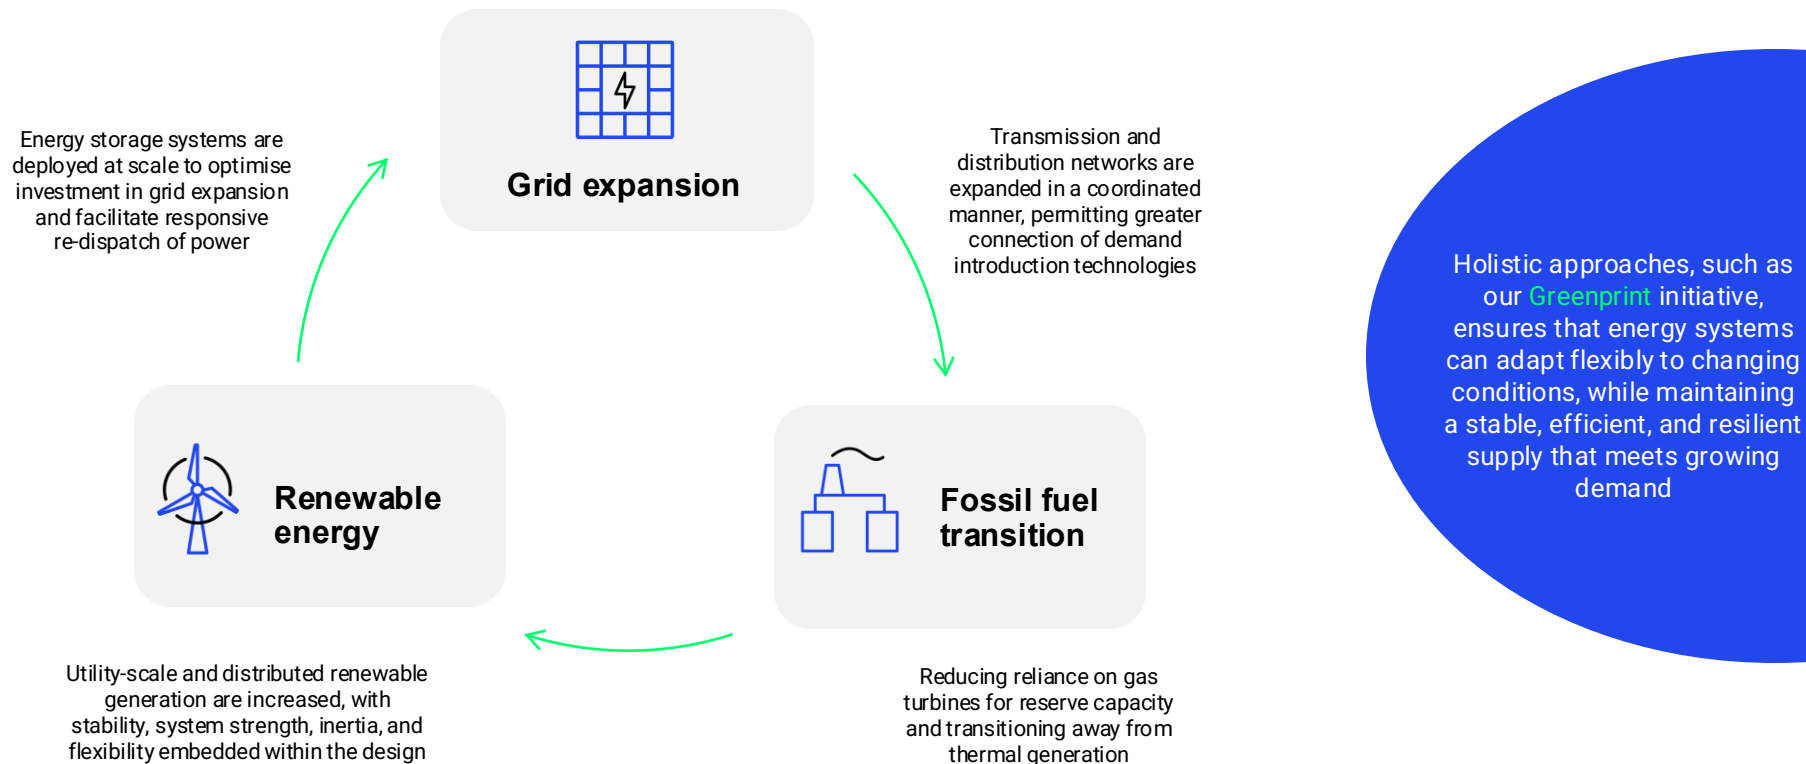 Grid expansion
Energy storage systems are
deployed at scale to optimise
investment in grid expansion
and facilitate responsive
re-dispatch of power
Transmission and
distribution networks are
expanded in a coordinated
manner, permitting greater
connection of demand
introduction technologies
Renewable
energy
Fossil fuel
transition
Utility-scale and distributed renewable
generation are increased, with
stability, system strength, inertia, and
flexibility embedded within the design
Reducing reliance on gas
turbines for reserve capacity
and transitioning away from
thermal generation
Holistic approaches, such as
our Greenprint initiative,
ensures that energy systems
can adapt flexibly to changing
conditions, while maintaining
a stable, efficient, and resilient
supply that meets growing
demand